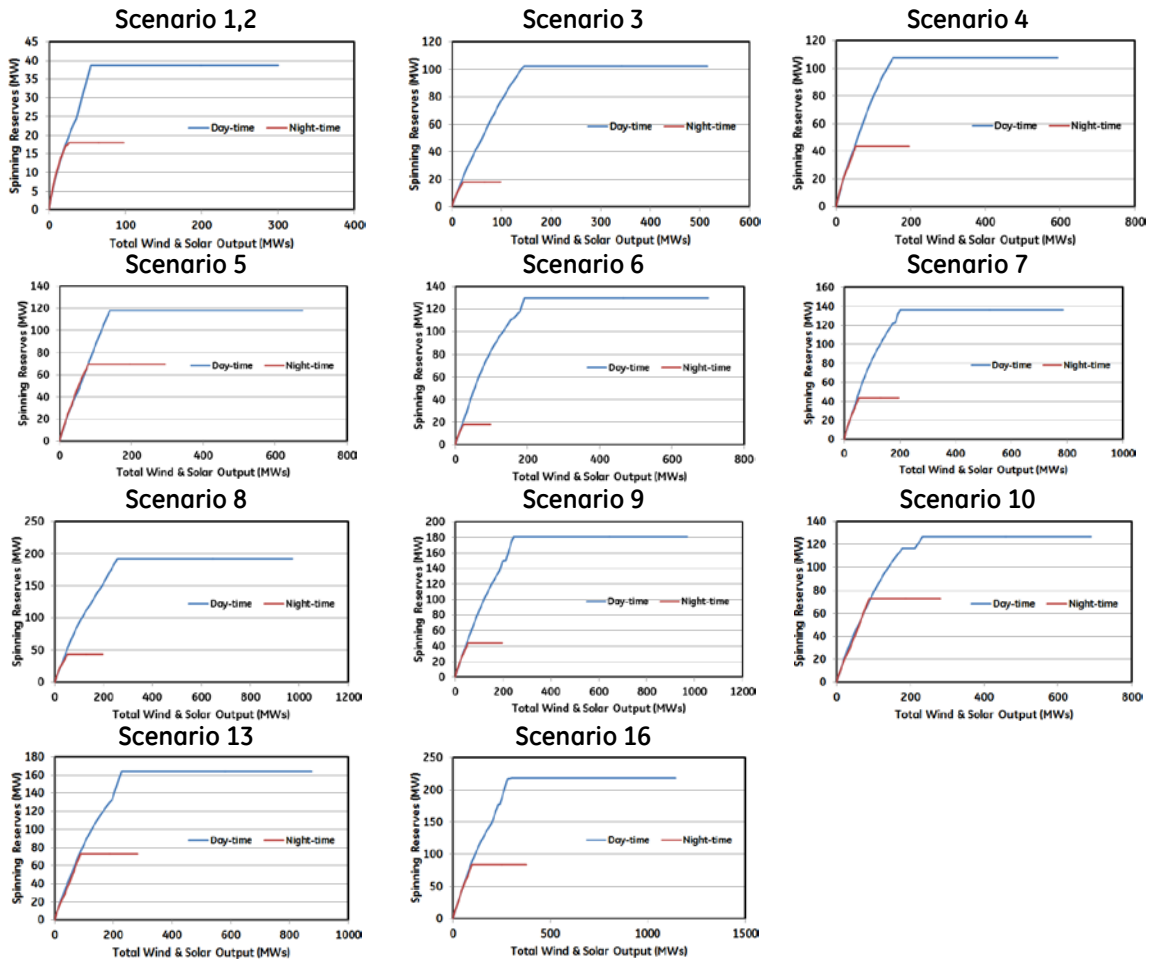 Scenario 1,2
Spinning Reserves (MW)
45
40
35
30
25
20
15
10
5
0
Day-time
Night-time
0 100 200 300 400
Total Wind & Solar Output (MWs)
Scenario 3
Spinning Reserves (MW)
120
100
80
60
40
20
0
Day-time
Night-time
0 100 200 300 400 500 600
Total Wind & Solar Output (MWs)
Scenario 4
Spinning Reserves (MW)
120
100
80
60
40
20
0
Day-time
Night-time
0 200 400 600 800
Total Wind & Solar Output (MWs)
Scenario 5
Spinning Reserves (MW)
140
120
100
80
60
40
20
0
Day-time
Night-time
0 200 400 600 800
Total Wind & Solar Output (MWs)
Scenario 6
Spinning Reserves (MW)
140
120
100
80
60
40
20
0
Day-time
Night-time
0 200 400 600 800
Total Wind & Solar Output (MWs)
Scenario 7
Spinning Reserves (MW)
160
140
120
100
80
60
40
20
0
Day-time
Night-time
0 200 400 600 800 1000
Total Wind & Solar Output (MWs)
Scenario 8
Spinning Reserves (MW)
250
200
150
100
50
0
Day-time
Night-time
0 200 400 600 800 1000 1200
Total Wind & Solar Output (MWs)
Scenario 9
Spinning Reserves (MW)
200
180
160
140
120
100
80
60
40
20
0
Day-time
Night-time
0 200 400 600 800 1000 1200
Total Wind & Solar Output (MWs)
Scenario 10
Spinning Reserves (MW)
140
120
100
80
60
40
20
0
Day-time
Night-time
0 200 400 600 800
Total Wind & Solar Output (MWs)
Scenario 13
Spinning Reserves (MW)
180
160
140
120
100
80
60
40
20
0
Day-time
Night-time
0 200 400 600 800 1000
Total Wind & Solar Output (MWs)
Scenario 16
Spinning Reserves (MW)
250
200
150
100
50
0
Day-time
Night-time
0 500 1000 1500
Total Wind & Solar Output (MWs)